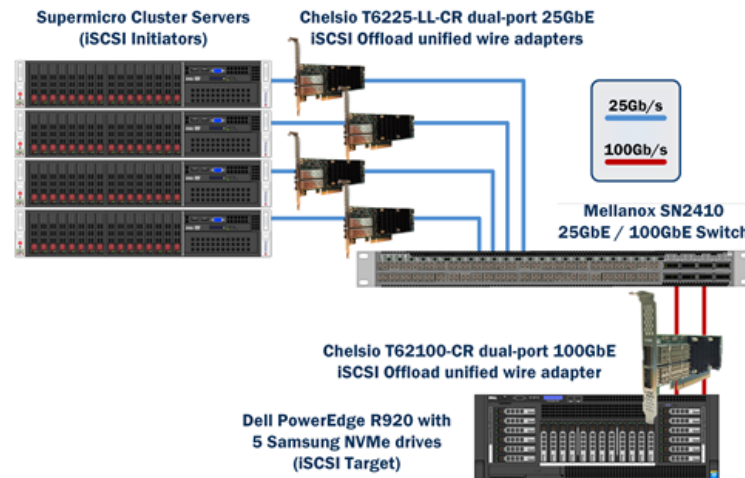 Supermicro Cluster Servers
(iSCSI Initiators)
Chelsio T6225-LL-CR dual-port 25GbE
iSCSI Offload unified wire adapters
25Gb/s
100Gb/s
Mellanox SN2410
25GbE / 100GbE Switch
Chelsio T62100-CR dual-port 100GbE
iSCSI Offload unified wire adapter
Dell PowerEdge R920 with
5 Samsung NVMe drives
(iSCSI Target)